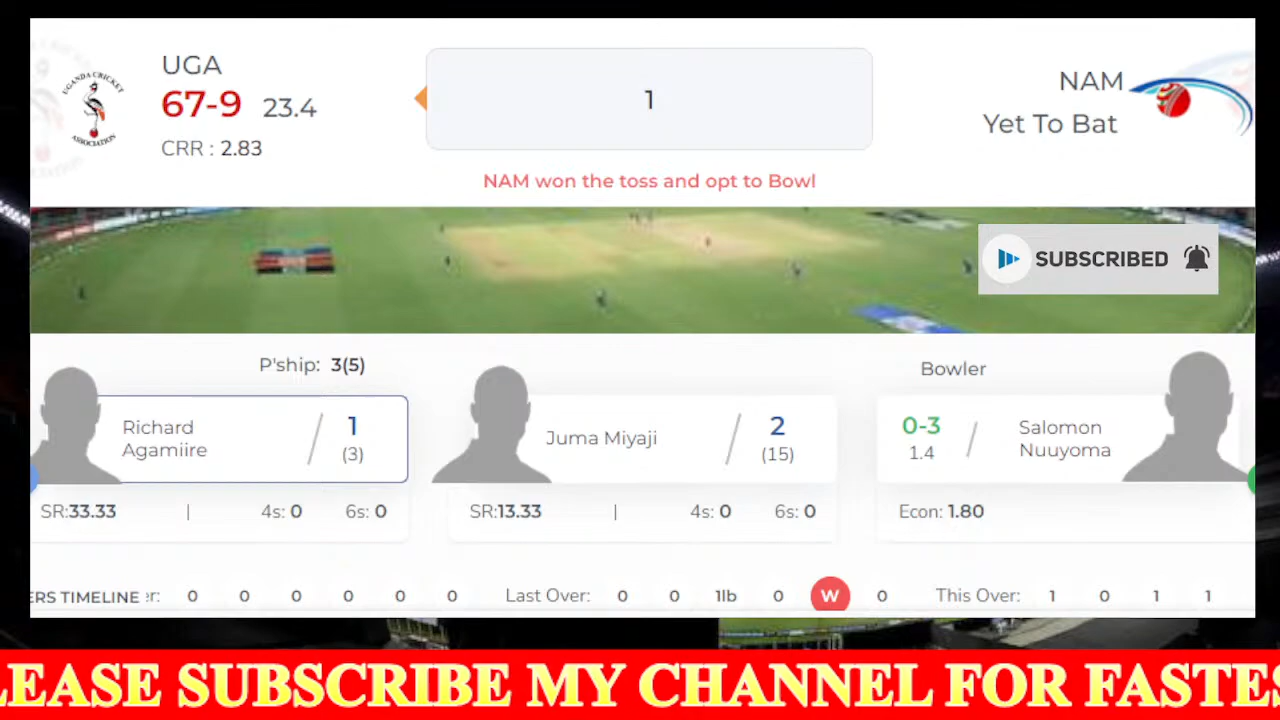 UGA
67-9 23.4
CRR : 2.83
UGANDA CRICKET
ASSOCIATION
1
NAM won the toss and opt to Bowl
NAM
Yet To Bat
SUBSCRIBED
P'ship: 3(5)
Richard
Agamiire
1
(3)
SR:33.33 | 4s: 0 6s: 0
Juma Miyaji
2
(15)
SR:13.33 | 4s: 0 6s: 0
Bowler
0-3
1.4
Salomon
Nuuyoma
Econ: 1.80
ERS TIMELINE er: 0 0 0 0 0 0 Last Over: 0 0 1lb 0 W 0 This Over: 1 0 1 1
LEASE SUBSCRIBE MY CHANNEL FOR FASTES